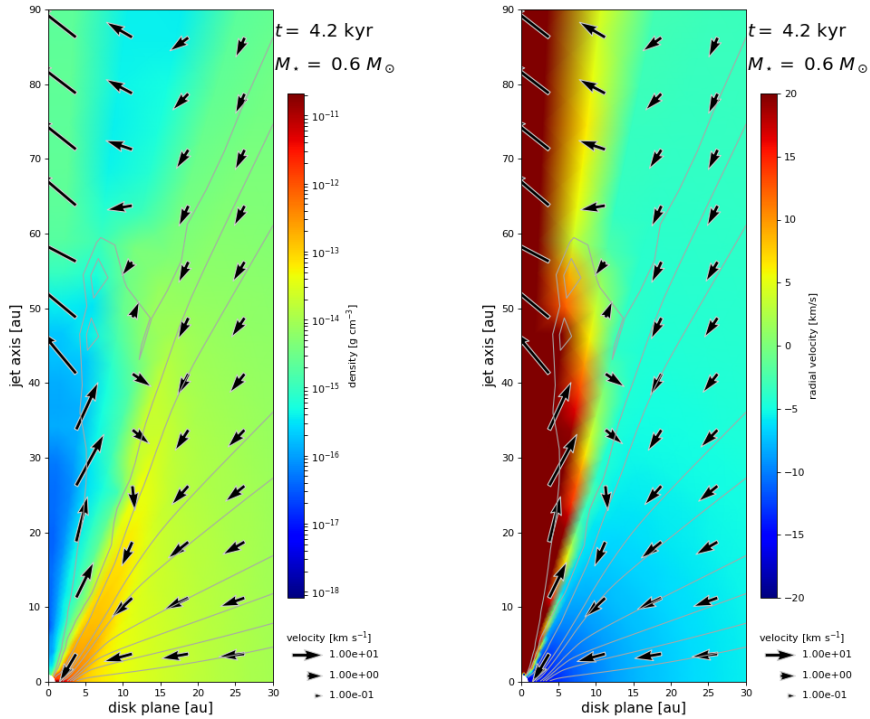 90
80
70
60
50
40
30
20
10
0
jet axis [au]
0 5 10 15 20 25 30
disk plane [au]
t = 4.2 kyr
M⋆ = 0.6 M⊙
10⁻¹¹
10⁻¹²
10⁻¹³
10⁻¹⁴
10⁻¹⁵
10⁻¹⁶
10⁻¹⁷
10⁻¹⁸
density [g cm⁻³]
velocity [km s⁻¹]
1.00e+01
1.00e+00
1.00e-01
90
80
70
60
50
40
30
20
10
0
jet axis [au]
0 5 10 15 20 25 30
disk plane [au]
t = 4.2 kyr
M⋆ = 0.6 M⊙
20
15
10
5
0
−5
−10
−15
−20
radial velocity [km/s]
velocity [km s⁻¹]
1.00e+01
1.00e+00
1.00e-01